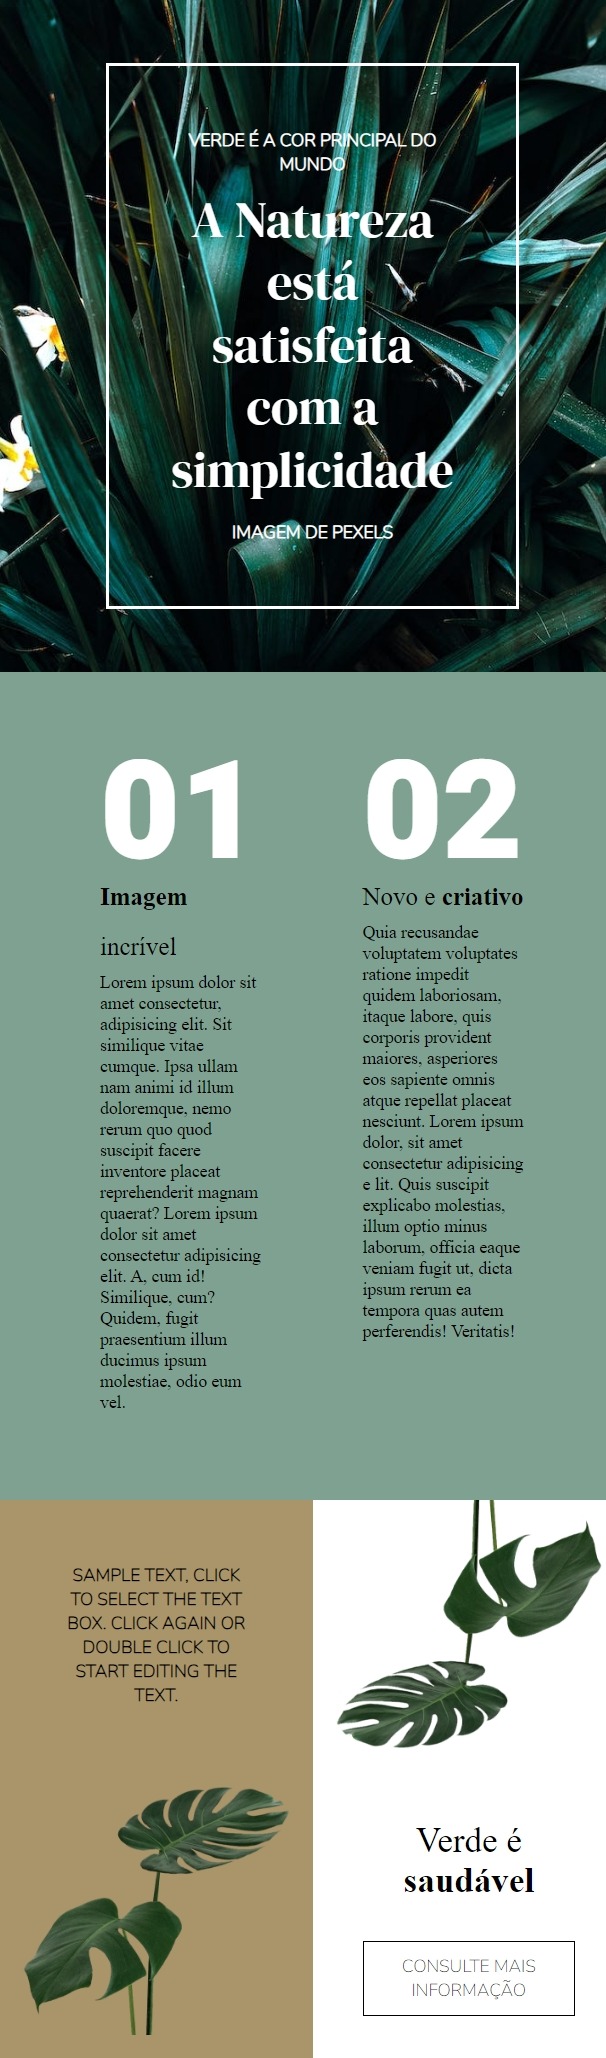 VERDE É A COR PRINCIPAL DO
MUNDO
A Natureza
está
satisfeita
com a
simplicidade
IMAGEM DE PEXELS
01
Imagem
incrível
Lorem ipsum dolor sit
amet consectetur,
adipisicing elit. Sit
similique vitae
cumque. Ipsa ullam
nam animi id illum
doloremque, nemo
rerum quo quod
suscipit facere
inventore placeat
reprehenderit magnam
quaerat? Lorem ipsum
dolor sit amet
consectetur adipisicing
elit. A, cum id!
Similique, cum?
Quidem, fugit
praesentium illum
ducimus ipsum
molestiae, odio eum
vel.
02
Novo e criativo
Quia recusandae
voluptatem voluptates
ratione impedit
quidem laboriosam,
itaque labore, quis
corporis provident
maiores, asperiores
eos sapiente omnis
atque repellat placeat
nesciunt. Lorem ipsum
dolor, sit amet
consectetur adipisicing
e lit. Quis suscipit
explicabo molestias,
illum optio minus
laborum, officia eaque
veniam fugit ut, dicta
ipsum rerum ea
tempora quas autem
perferendis! Veritatis!
SAMPLE TEXT, CLICK
TO SELECT THE TEXT
BOX. CLICK AGAIN OR
DOUBLE CLICK TO
START EDITING THE
TEXT.
Verde é
saudável
CONSULTE MAIS
INFORMAÇÃO